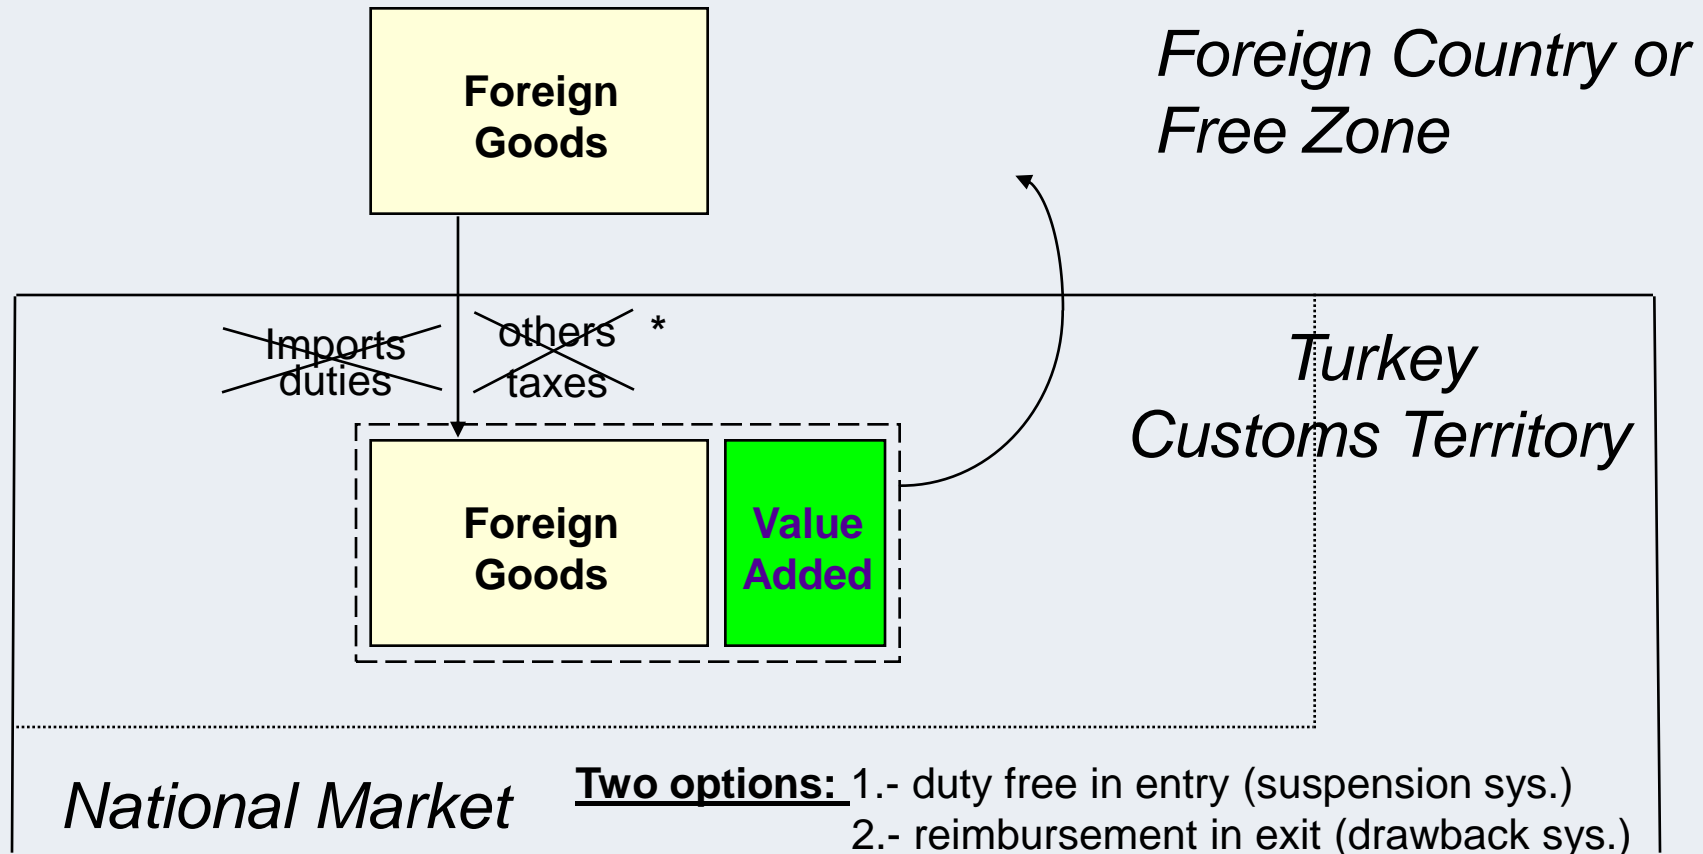 Foreign
Goods
Foreign Country or
Free Zone
Imports
duties
others *
taxes
Turkey
Customs Territory
Foreign
Goods
Value
Added
National Market
Two options: 1.- duty free in entry (suspension sys.)
2.- reimbursement in exit (drawback sys.)